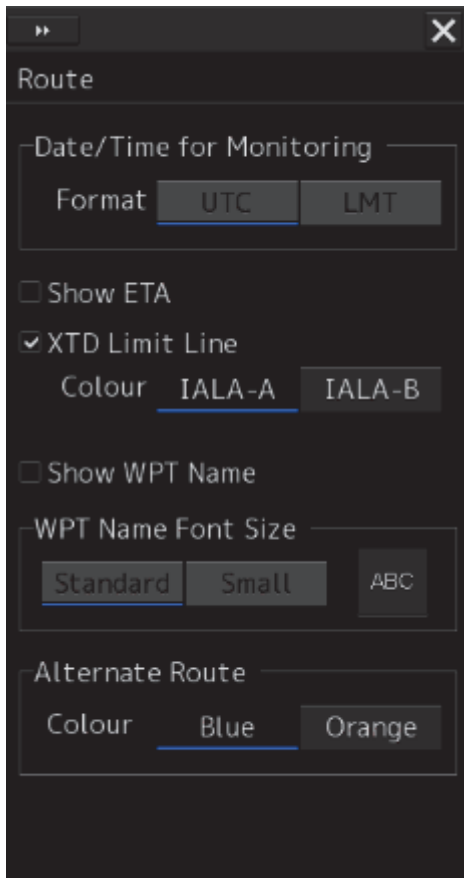 Route
Date/Time for Monitoring
Format UTC LMT
Show ETA
XTD Limit Line
Colour IALA-A IALA-B
Show WPT Name
WPT Name Font Size
Standard Small ABC
Alternate Route
Colour Blue Orange